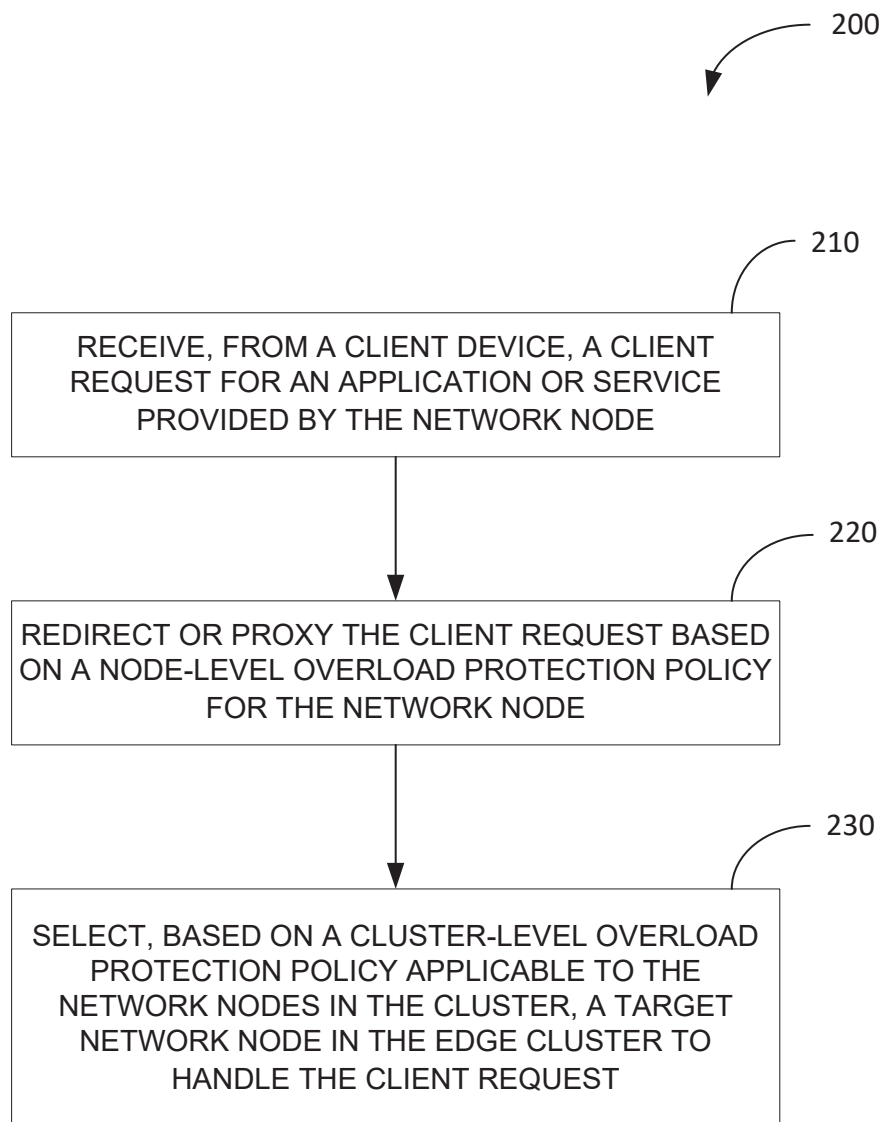 200
210
RECEIVE, FROM A CLIENT DEVICE, A CLIENT
REQUEST FOR AN APPLICATION OR SERVICE
PROVIDED BY THE NETWORK NODE
220
REDIRECT OR PROXY THE CLIENT REQUEST BASED
ON A NODE-LEVEL OVERLOAD PROTECTION POLICY
FOR THE NETWORK NODE
230
SELECT, BASED ON A CLUSTER-LEVEL OVERLOAD
PROTECTION POLICY APPLICABLE TO THE
NETWORK NODES IN THE CLUSTER, A TARGET
NETWORK NODE IN THE EDGE CLUSTER TO
HANDLE THE CLIENT REQUEST